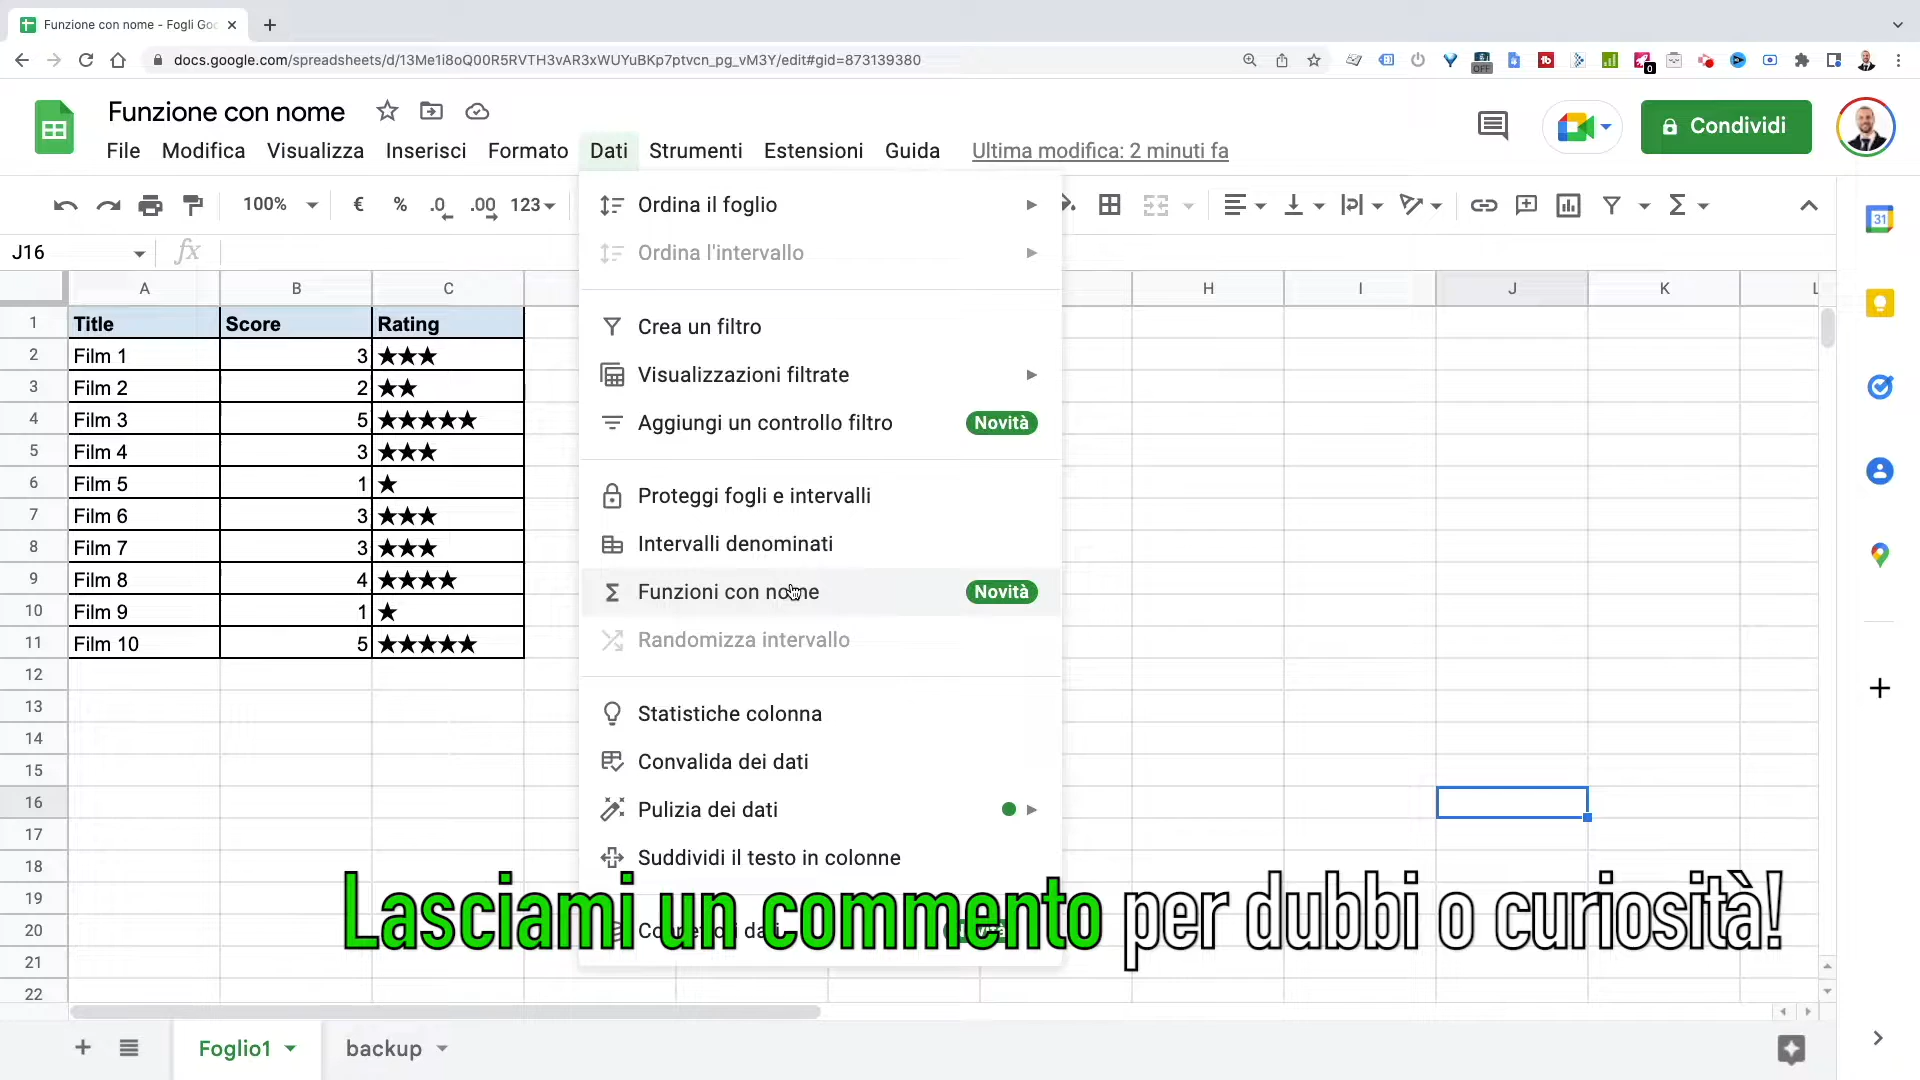 Funzione con nome - Fogli Goo
docs.google.com/spreadsheets/d/13Me1i8oQ00R5RVTH3vAR3xWUYuBKp7ptvcn_pg_vM3Y/edit#gid=873139380
OFF
0
Funzione con nome
File Modifica Visualizza Inserisci Formato Dati Strumenti Estensioni Guida Ultima modifica: 2 minuti fa
Condividi
100% € % .0 .00 123
J16
fx
A B C H I J K L
1 Title Score Rating
2 Film 1 3 ★★★
3 Film 2 2 ★★
4 Film 3 5 ★★★★★
5 Film 4 3 ★★★
6 Film 5 1 ★
7 Film 6 3 ★★★
8 Film 7 3 ★★★
9 Film 8 4 ★★★★
10 Film 9 1 ★
11 Film 10 5 ★★★★★
12
13
14
15
16
17
18
19
20
21
22
Ordina il foglio
Ordina l'intervallo
Crea un filtro
Visualizzazioni filtrate
Aggiungi un controllo filtro Novità
Proteggi fogli e intervalli
Intervalli denominati
Funzioni con nome Novità
Randomizza intervallo
Statistiche colonna
Convalida dei dati
Pulizia dei dati
Suddividi il testo in colonne
Lasciami un commento per dubbi o curiosità!
31
Foglio1 backup